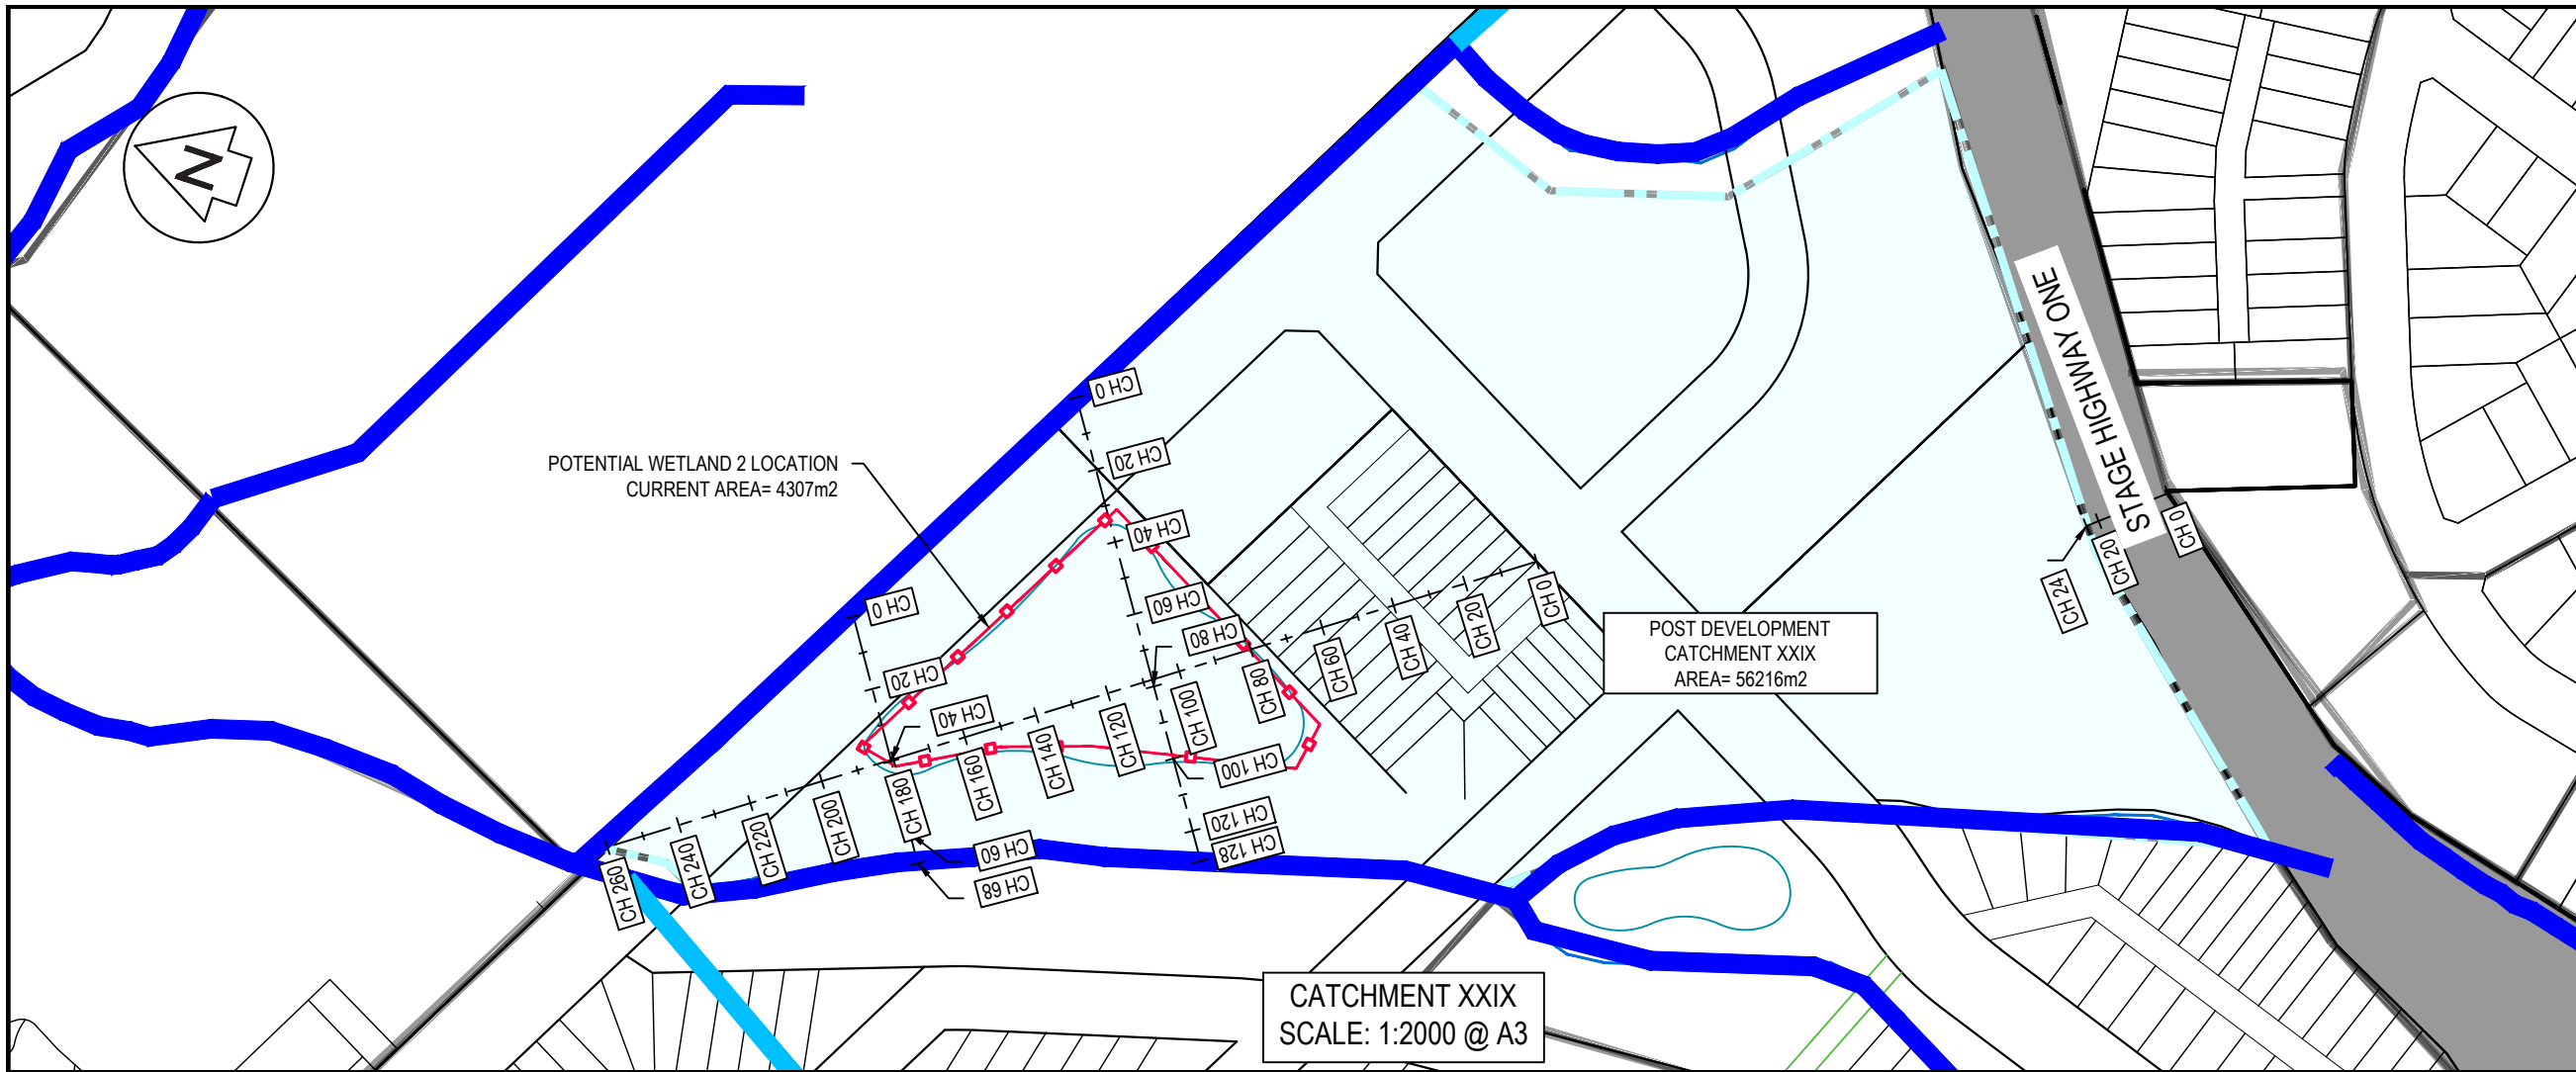 N
POTENTIAL WETLAND 2 LOCATION
CURRENT AREA= 4307m2
CH 0
CH 20
CH 40
CH 60
CH 80
CH 100
CH 120
CH 128
CH 0
CH 20
CH 40
CH 60
CH 68
CH 0
CH 20
CH 40
CH 60
CH 80
CH 100
CH 120
CH 140
CH 160
CH 180
CH 200
CH 220
CH 240
CH 260
POST DEVELOPMENT
CATCHMENT XXIX
AREA= 56216m2
STAGE HIGHWAY ONE
CH 0
CH 20
CH 24
CATCHMENT XXIX
SCALE: 1:2000 @ A3